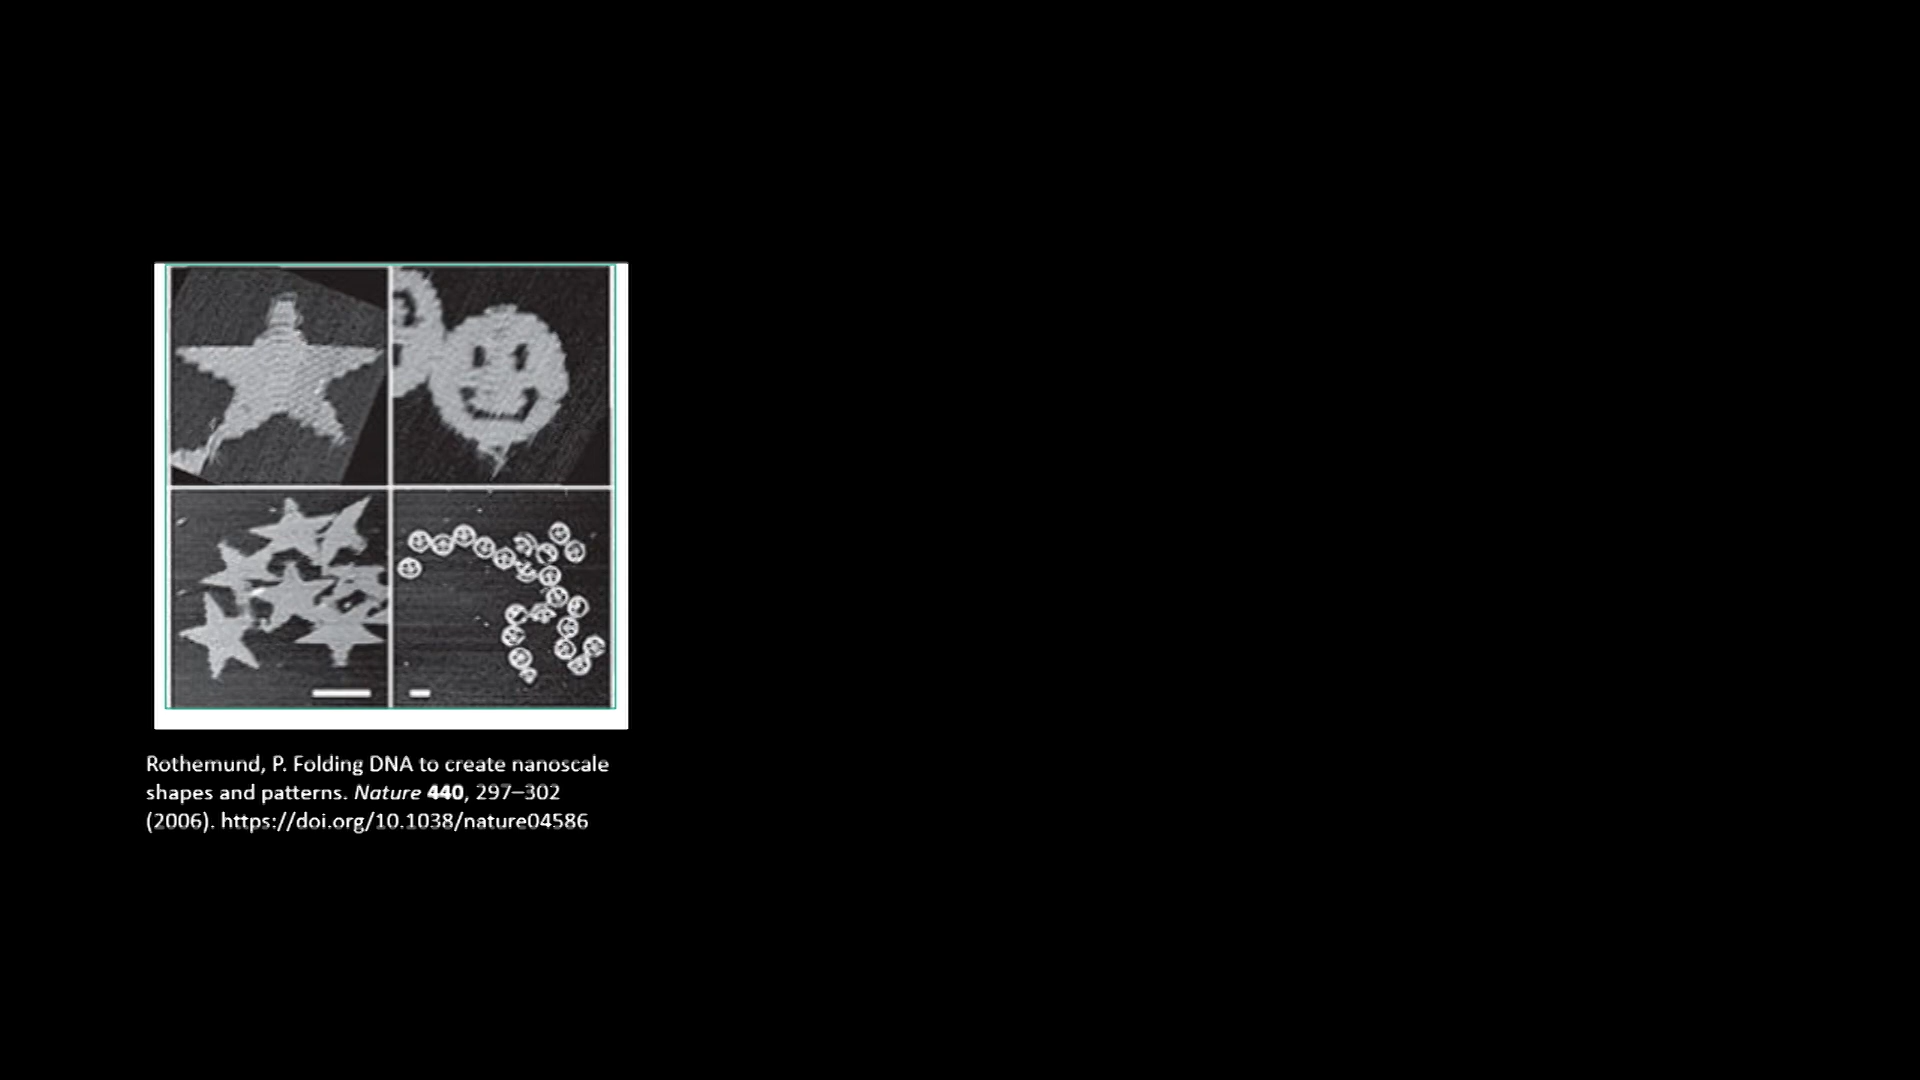 Rothemund, P. Folding DNA to create nanoscale
shapes and patterns. Nature 440, 297–302
(2006). https://doi.org/10.1038/nature04586